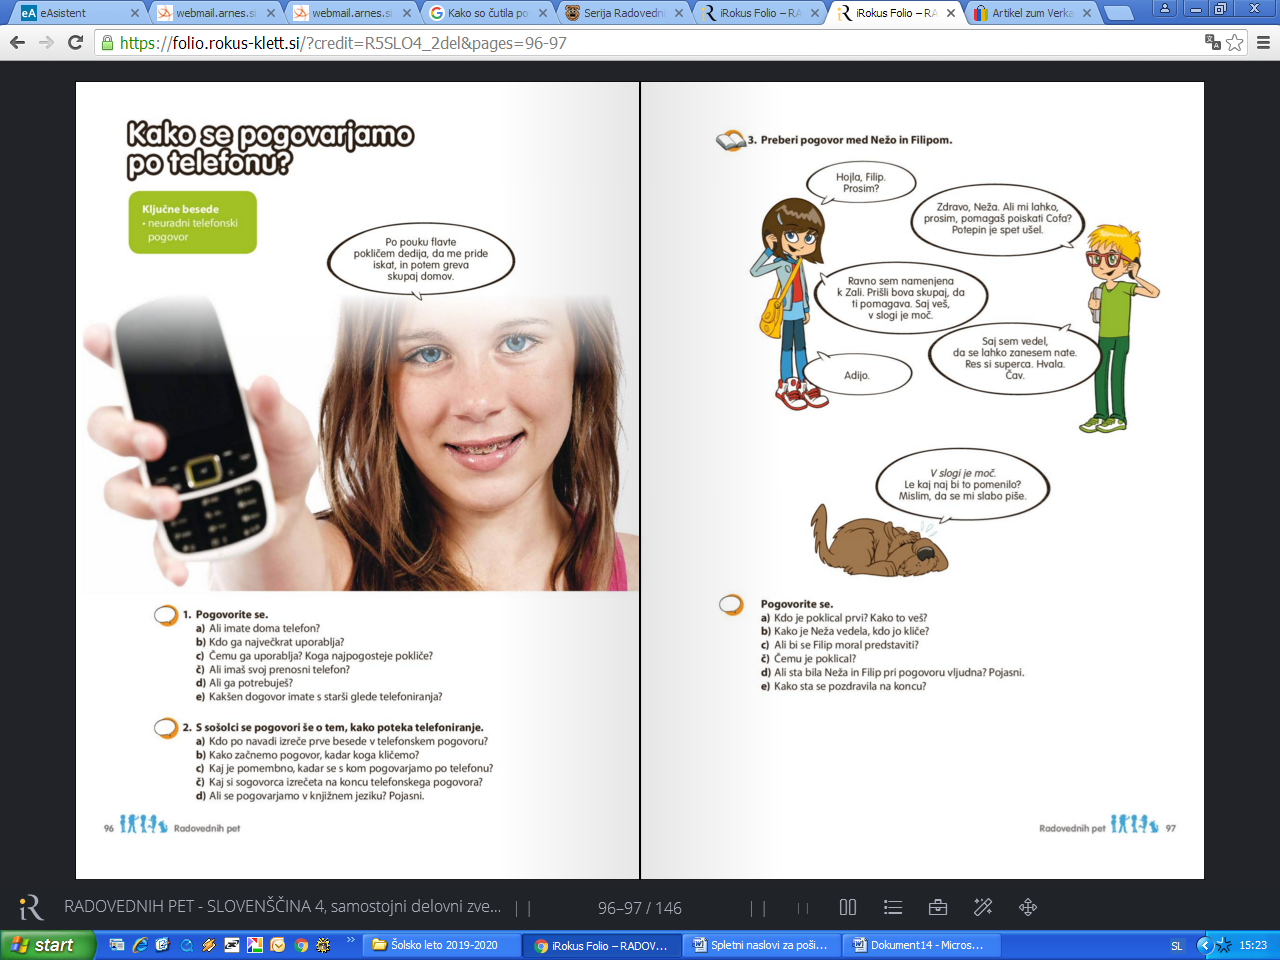 eAsistent
webmail.arnes.si
webmail.arnes.si
Kako so čutila po
Serija Radovedn
iRokus Folio – RA
iRokus Folio – RA
Artikel zum Verka
https://folio.rokus-klett.si/?credit=R5SLO4_2del&pages=96-97
Kako se pogovarjamo
po telefonu?
Ključne besede
• neuradni telefonski
pogovor
Po pouku flavte
pokličem dedija, da me pride
iskat, in potem greva
skupaj domov.
1. Pogovorite se.
a) Ali imate doma telefon?
b) Kdo ga največkrat uporablja?
c) Čemu ga uporablja? Koga najpogosteje pokliče?
č) Ali imaš svoj prenosni telefon?
d) Ali ga potrebuješ?
e) Kakšen dogovor imate s starši glede telefoniranja?
2. S sošolci se pogovori še o tem, kako poteka telefoniranje.
a) Kdo po navadi izreče prve besede v telefonskem pogovoru?
b) Kako začnemo pogovor, kadar koga kličemo?
c) Kaj je pomembno, kadar se s kom pogovarjamo po telefonu?
č) Kaj si sogovorca izrečeta na koncu telefonskega pogovora?
d) Ali se pogovarjamo v knjižnem jeziku? Pojasni.
96 Radovednih pet
3. Preberi pogovor med Nežo in Filipom.
Hojla, Filip.
Prosim?
Zdravo, Neža. Ali mi lahko,
prosim, pomagaš poiskati Cofa?
Potepin je spet ušel.
Ravno sem namenjena
k Zali. Prišli bova skupaj, da
ti pomagava. Saj veš,
v slogi je moč.
Saj sem vedel,
da se lahko zanesem nate.
Res si superca. Hvala.
Čav.
Adijo.
V slogi je moč.
Le kaj naj bi to pomenilo?
Mislim, da se mi slabo piše.
Pogovorite se.
a) Kdo je poklical prvi? Kako to veš?
b) Kako je Neža vedela, kdo jo kliče?
c) Ali bi se Filip moral predstaviti?
č) Čemu je poklical?
d) Ali sta bila Neža in Filip pri pogovoru vljudna? Pojasni.
e) Kako sta se pozdravila na koncu?
Radovednih pet 97
iR RADOVEDNIH PET - SLOVENŠČINA 4, samostojni delovni zve...
96–97 / 146
start
Šolsko leto 2019-2020
iRokus Folio – RADOV...
Spletni naslovi za poši...
Dokument14 - Micros...
SL
15:23